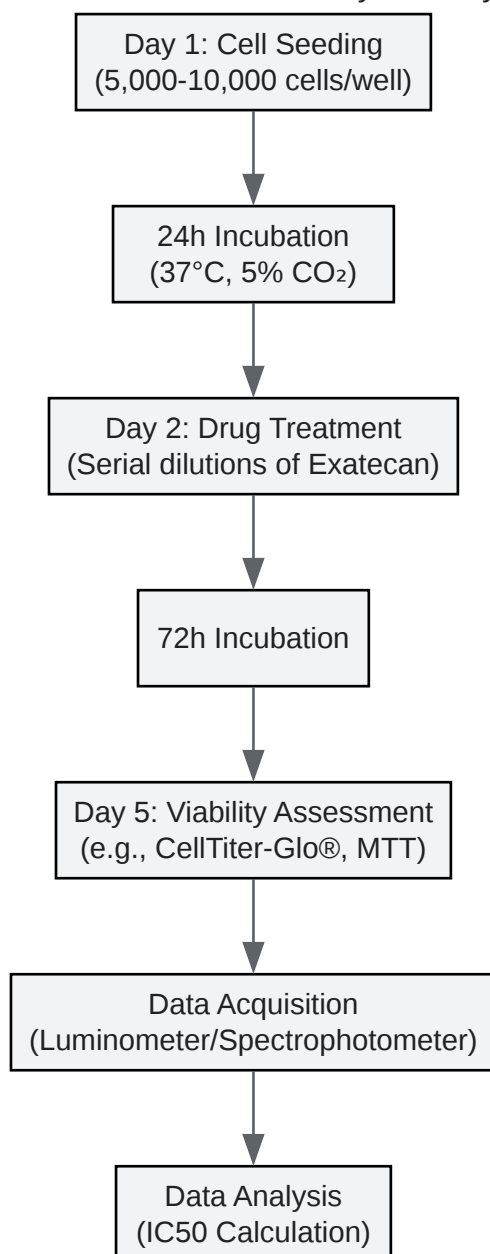 Day 1: Cell Seeding
(5,000-10,000 cells/well)
24h Incubation
(37°C, 5% CO₂)
Day 2: Drug Treatment
(Serial dilutions of Exatecan)
72h Incubation
Day 5: Viability Assessment
(e.g., CellTiter-Glo®, MTT)
Data Acquisition
(Luminometer/Spectrophotometer)
Data Analysis
(IC50 Calculation)